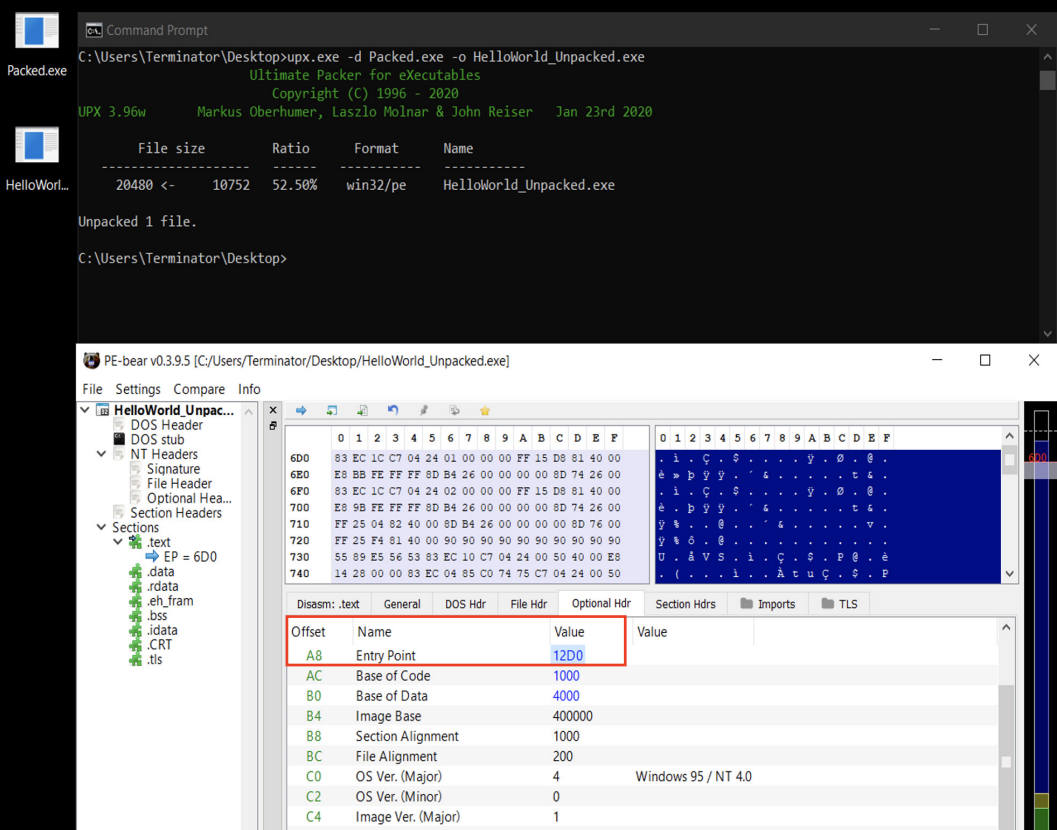 Packed.exe
HelloWorl...
Command Prompt
C:\Users\Terminator\Desktop>upx.exe -d Packed.exe -o HelloWorld_Unpacked.exe
Ultimate Packer for eXecutables
Copyright (C) 1996 - 2020
UPX 3.96w Markus Oberhumer, Laszlo Molnar & John Reiser Jan 23rd 2020
File size Ratio Format Name
-------------------- ------ ----------- -----------
20480 <- 10752 52.50% win32/pe HelloWorld_Unpacked.exe
Unpacked 1 file.
C:\Users\Terminator\Desktop>
PE-bear v0.3.9.5 [C:/Users/Terminator/Desktop/HelloWorld_Unpacked.exe]
File Settings Compare Info
HelloWorld_Unpac...
DOS Header
DOS stub
NT Headers
Signature
File Header
Optional Hea...
Section Headers
Sections
.text
EP = 6D0
.data
.rdata
.eh_fram
.bss
.idata
.CRT
.tls
0 1 2 3 4 5 6 7 8 9 A B C D E F 0 1 2 3 4 5 6 7 8 9 A B C D E F
6D0 83 EC 1C C7 04 24 01 00 00 00 FF 15 D8 81 40 00 . ì . Ç . $ . . . . ÿ . Ø . @ .
6E0 E8 BB FE FF FF 8D B4 26 00 00 00 00 8D 74 26 00 è » þ ÿ ÿ . ´ & . . . . . t & .
6F0 83 EC 1C C7 04 24 02 00 00 00 FF 15 D8 81 40 00 . ì . Ç . $ . . . . ÿ . Ø . @ .
700 E8 9B FE FF FF 8D B4 26 00 00 00 00 8D 74 26 00 è . þ ÿ ÿ . ´ & . . . . . t & .
710 FF 25 04 82 40 00 8D B4 26 00 00 00 00 8D 76 00 ÿ % . . @ . . ´ & . . . . . v .
720 FF 25 F4 81 40 00 90 90 90 90 90 90 90 90 90 90 ÿ % ô . @ . . . . . . . . . . .
730 55 89 E5 56 53 83 EC 10 C7 04 24 00 50 40 00 E8 U . å V S . ì . Ç . $ . P @ . è
740 14 28 00 00 83 EC 04 85 C0 74 75 C7 04 24 00 50 . ( . . . ì . . À t u Ç . $ . P
6D0
Disasm: .text General DOS Hdr File Hdr Optional Hdr Section Hdrs Imports TLS
Offset Name Value Value
A8 Entry Point 12D0
AC Base of Code 1000
B0 Base of Data 4000
B4 Image Base 400000
B8 Section Alignment 1000
BC File Alignment 200
C0 OS Ver. (Major) 4 Windows 95 / NT 4.0
C2 OS Ver. (Minor) 0
C4 Image Ver. (Major) 1